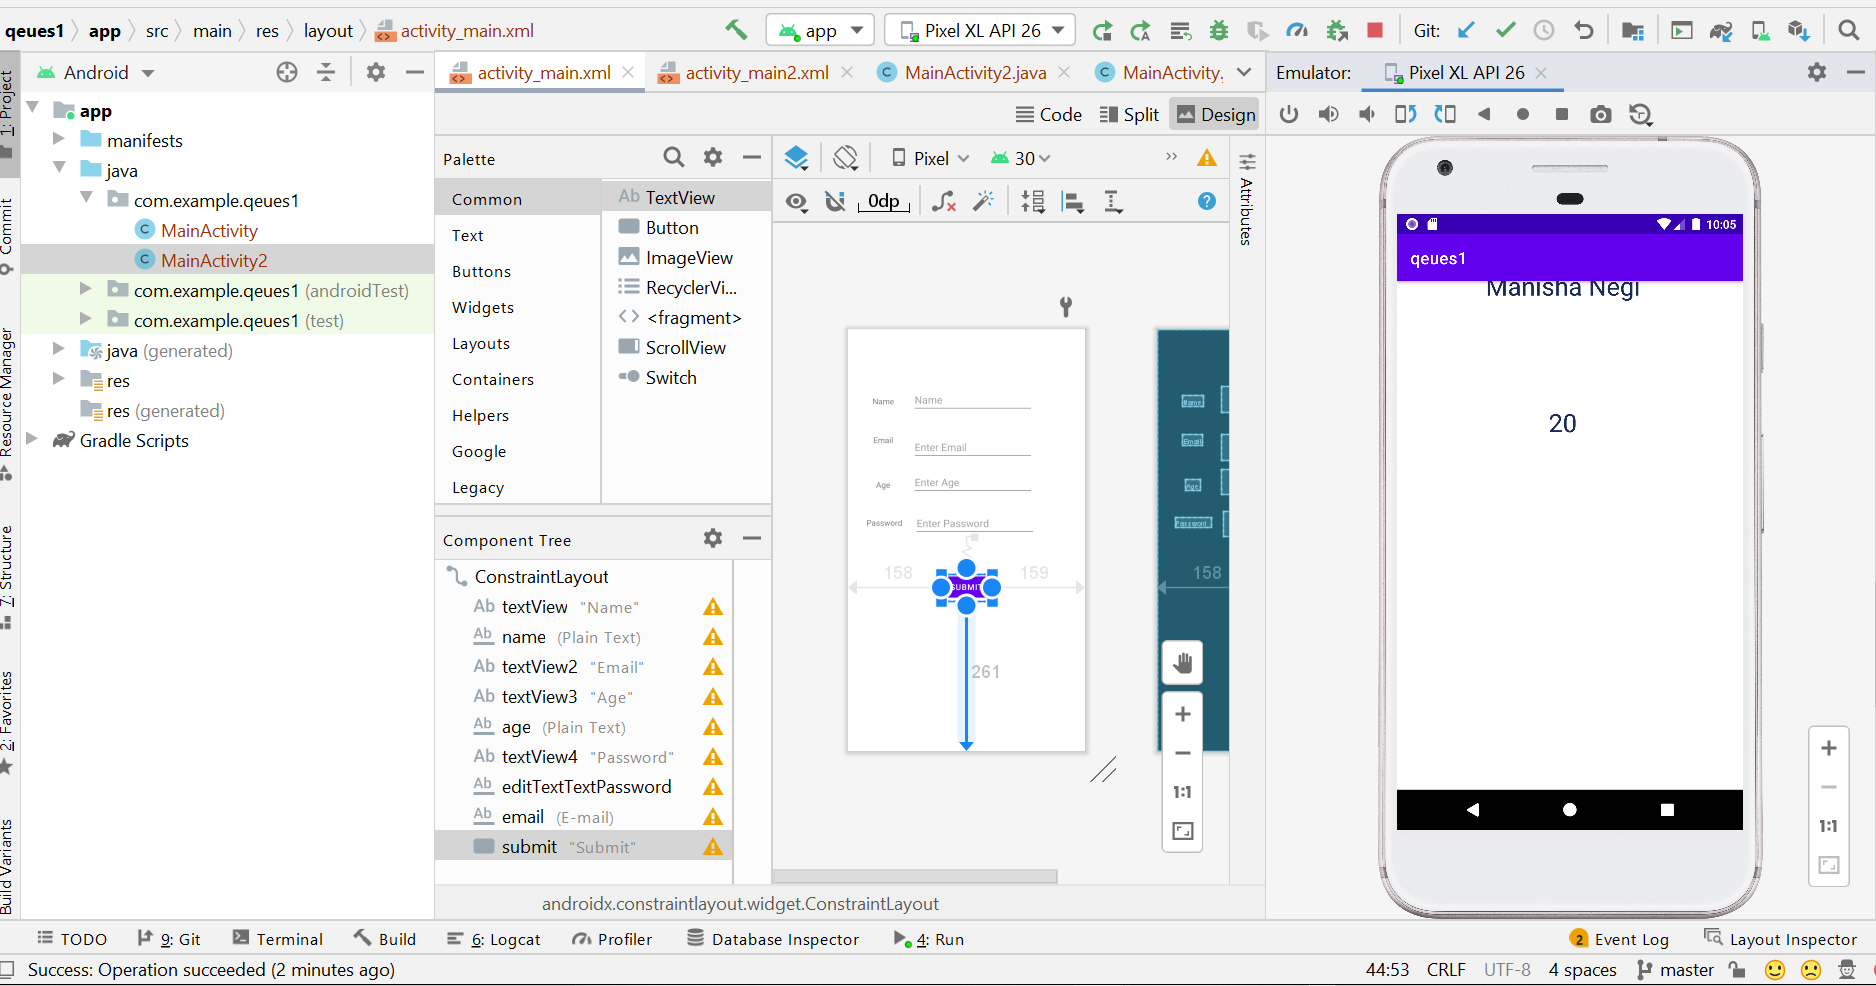 qeues1 app src main res layout activity_main.xml app Pixel XL API 26 Git:
Android activity_main.xml activity_main2.xml MainActivity2.java MainActivity. Emulator: Pixel XL API 26
Code Split Design
1: Project
Commit
Resource Manager
7: Structure
2: Favorites
Build Variants
app
manifests
java
com.example.qeues1
MainActivity
MainActivity2
com.example.qeues1 (androidTest)
com.example.qeues1 (test)
java (generated)
res
res (generated)
Gradle Scripts
Palette
Common
Text
Buttons
Widgets
Layouts
Containers
Helpers
Google
Legacy
Ab TextView
Button
ImageView
RecyclerVi...
<fragment>
ScrollView
Switch
Component Tree
ConstraintLayout
Ab textView "Name"
Ab name (Plain Text)
Ab textView2 "Email"
Ab textView3 "Age"
Ab age (Plain Text)
Ab textView4 "Password"
Ab editTextTextPassword
Ab email (E-mail)
submit "Submit"
Pixel 30 »
0dp ?
Attributes
Name Name
Email Enter Email
Age Enter Age
Password Enter Password
158 159
SUBMIT
261
Name
Email
Age
Password
158
1:1
androidx.constraintlayout.widget.ConstraintLayout
10:05
qeues1
Manisha Negi
20
1:1
TODO 9: Git Terminal Build 6: Logcat Profiler Database Inspector 4: Run 2 Event Log Layout Inspector
Success: Operation succeeded (2 minutes ago) 44:53 CRLF UTF-8 4 spaces master